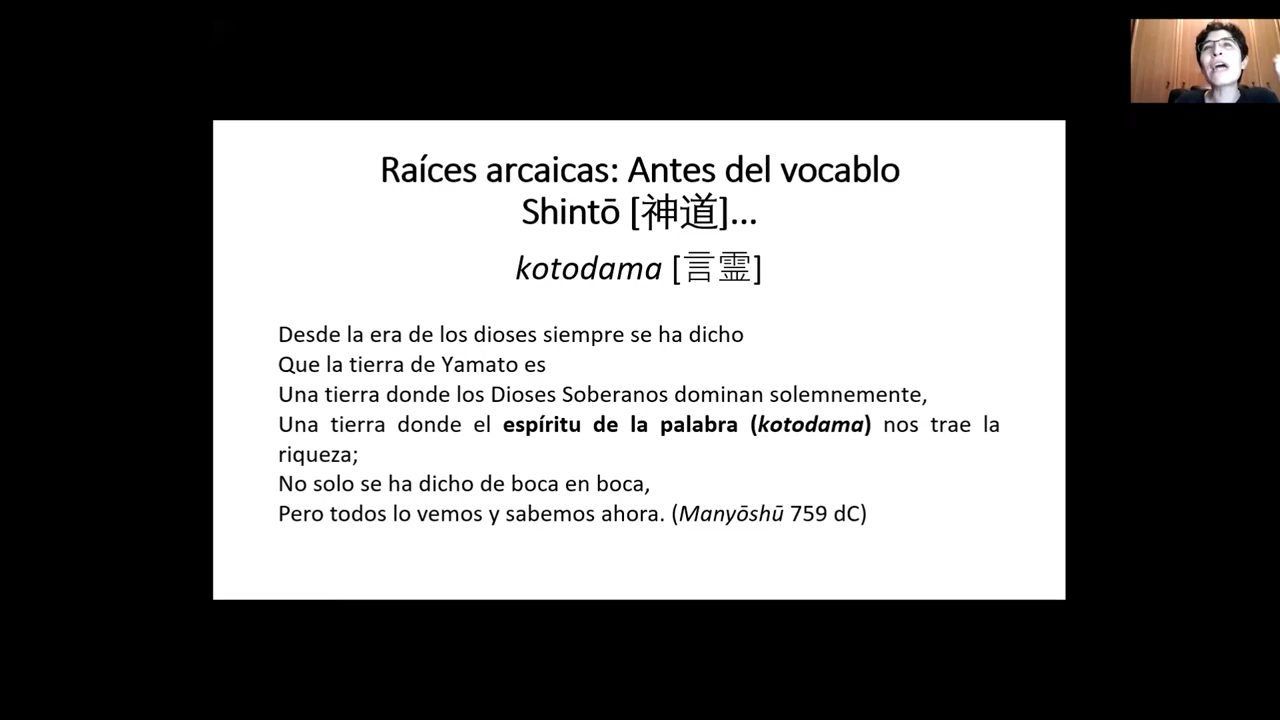 Raíces arcaicas: Antes del vocablo
Shintō [神道]...
kotodama [言霊]
Desde la era de los dioses siempre se ha dicho
Que la tierra de Yamato es
Una tierra donde los Dioses Soberanos dominan solemnemente,
Una tierra donde el espíritu de la palabra (kotodama) nos trae la
riqueza;
No solo se ha dicho de boca en boca,
Pero todos lo vemos y sabemos ahora. (Manyōshū 759 dC)